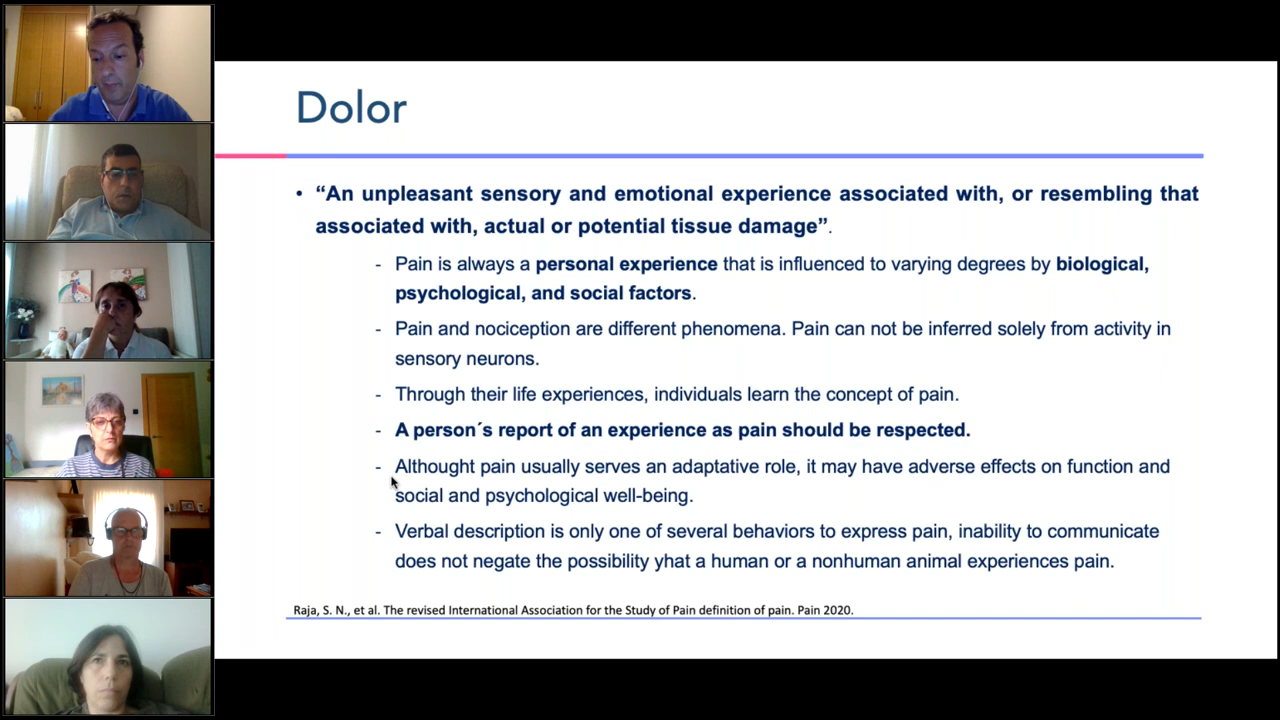 Dolor
• “An unpleasant sensory and emotional experience associated with, or resembling that
associated with, actual or potential tissue damage”.
- Pain is always a personal experience that is influenced to varying degrees by biological,
psychological, and social factors.
- Pain and nociception are different phenomena. Pain can not be inferred solely from activity in
sensory neurons.
- Through their life experiences, individuals learn the concept of pain.
- A person´s report of an experience as pain should be respected.
- Althought pain usually serves an adaptative role, it may have adverse effects on function and
social and psychological well-being.
- Verbal description is only one of several behaviors to express pain, inability to communicate
does not negate the possibility yhat a human or a nonhuman animal experiences pain.
Raja, S. N., et al. The revised International Association for the Study of Pain definition of pain. Pain 2020.